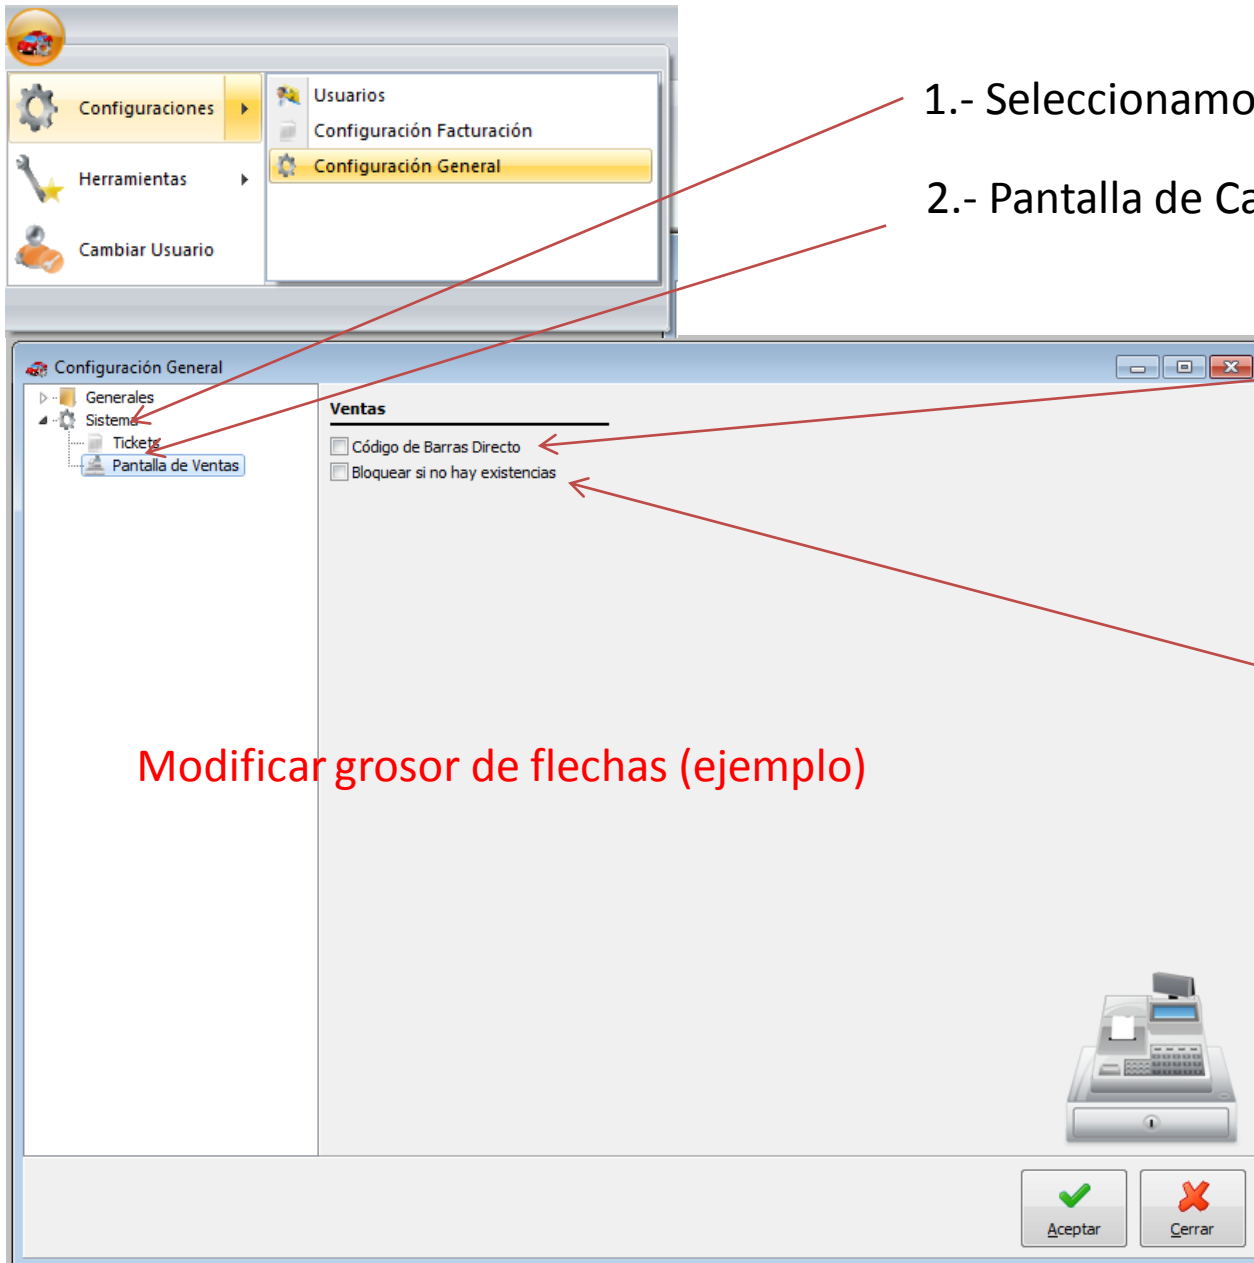 Configuraciones
Herramientas
Cambiar Usuario
Usuarios
Configuración Facturación
Configuración General
1.- Seleccionamo
2.- Pantalla de Ca
Configuración General
Generales
Sistema
Tickets
Pantalla de Ventas
Ventas
Código de Barras Directo
Bloquear si no hay existencias
Modificar grosor de flechas (ejemplo)
Aceptar
Cerrar